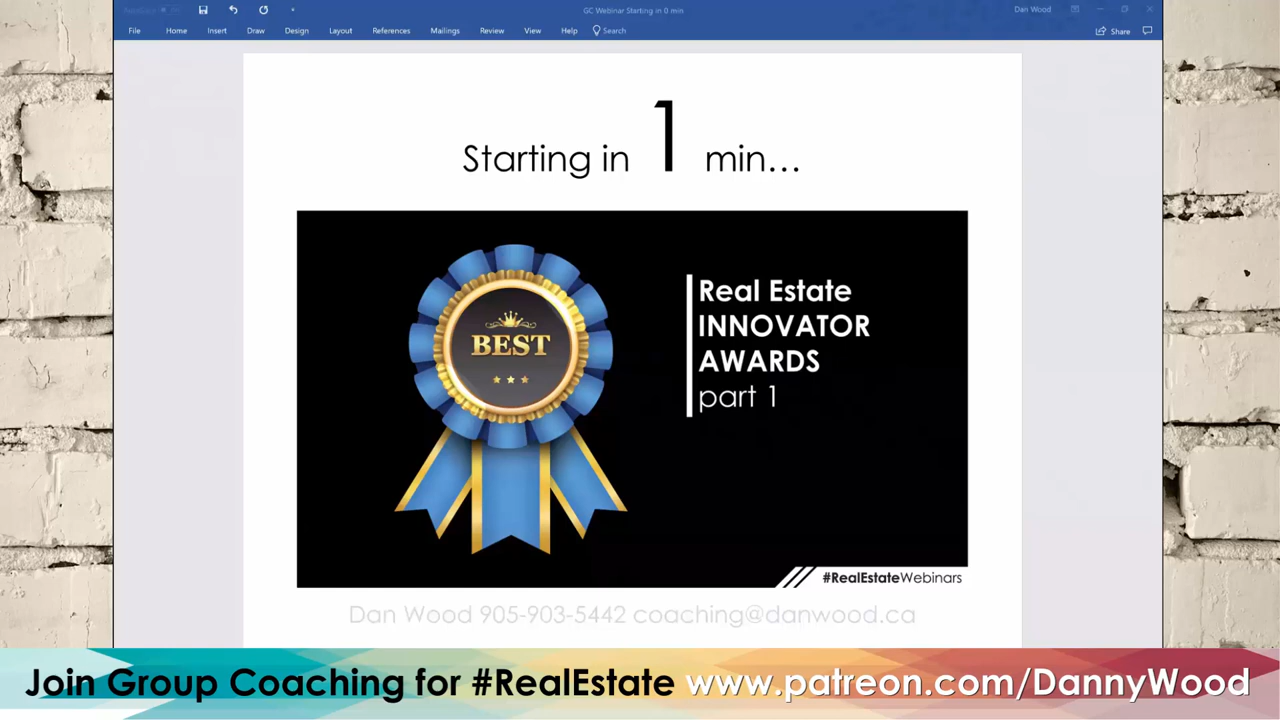 GC Webinar Starting in 0 min
Dan Wood
File Home Insert Draw Design Layout References Mailings Review View Help Search
Share
Starting in 1 min...
BEST
Real Estate
INNOVATOR
AWARDS
part 1
#RealEstateWebinars
Dan Wood 905-903-5442 coaching@danwood.ca
Join Group Coaching for #RealEstate www.patreon.com/DannyWood